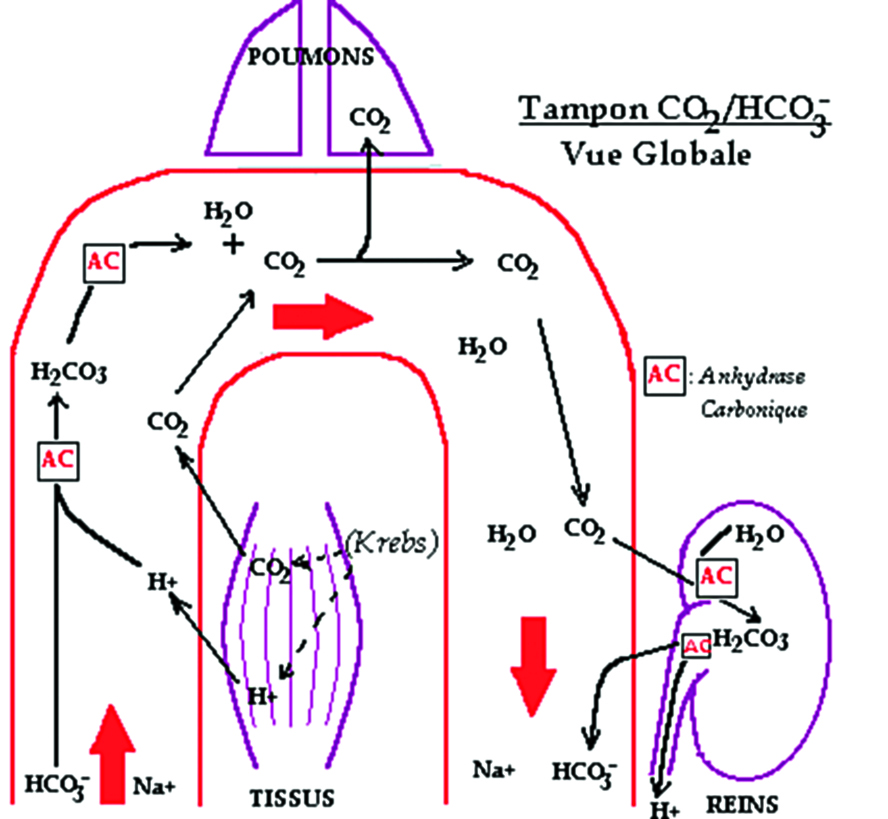 POUMONS
CO2
Tampon CO2/HCO3-
Vue Globale
H2O
+
AC
CO2
CO2
H2O
H2CO3
AC : Anhydrase
Carbonique
CO2
AC
H2O
CO2
(Krebs)
CO2
H2O
AC
H+
H2CO3
AC
H+
HCO3-
Na+
TISSUS
Na+
HCO3-
H+
REINS